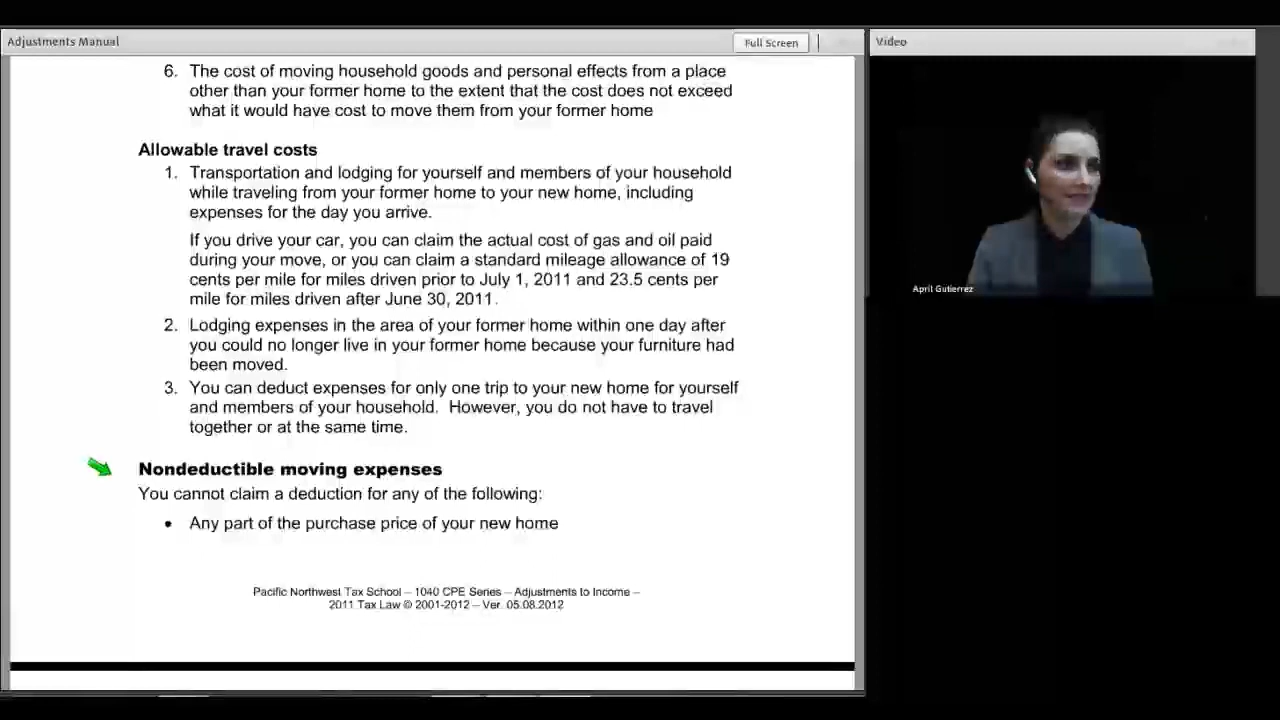 Adjustments Manual
Full Screen
Video
6. The cost of moving household goods and personal effects from a place
other than your former home to the extent that the cost does not exceed
what it would have cost to move them from your former home
Allowable travel costs
1. Transportation and lodging for yourself and members of your household
while traveling from your former home to your new home, including
expenses for the day you arrive.
If you drive your car, you can claim the actual cost of gas and oil paid
during your move, or you can claim a standard mileage allowance of 19
cents per mile for miles driven prior to July 1, 2011 and 23.5 cents per
mile for miles driven after June 30, 2011.
April Gutierrez
2. Lodging expenses in the area of your former home within one day after
you could no longer live in your former home because your furniture had
been moved.
3. You can deduct expenses for only one trip to your new home for yourself
and members of your household. However, you do not have to travel
together or at the same time.
Nondeductible moving expenses
You cannot claim a deduction for any of the following:
• Any part of the purchase price of your new home
Pacific Northwest Tax School – 1040 CPE Series – Adjustments to Income –
2011 Tax Law © 2001-2012 – Ver. 05.08.2012